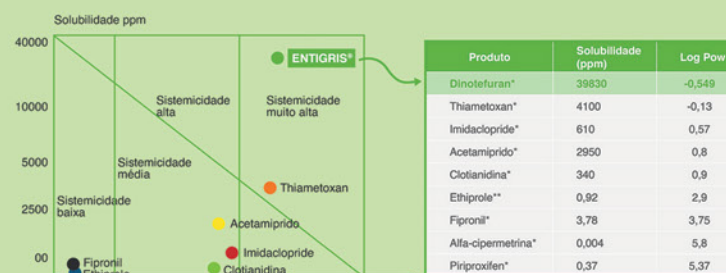 Solubilidade ppm
40000
ENTIGRIS®
10000
Sistemicidade
alta
Sistemicidade
muito alta
5000
Sistemicidade
média
Thiametoxan
Sistemicidade
baixa
2500
Acetamiprido
Imidaclopride
00
Fipronil
Clotianidina
Ethiprole
Produto Solubilidade (ppm) Log Pow
Dinotefuran* 39830 -0,549
Thiametoxan* 4100 -0,13
Imidaclopride* 610 0,57
Acetamiprido* 2950 0,8
Clotianidina* 340 0,9
Ethiprole** 0,92 2,9
Fipronil* 3,78 3,75
Alfa-cipermetrina* 0,004 5,8
Piriproxifen* 0,37 5,37